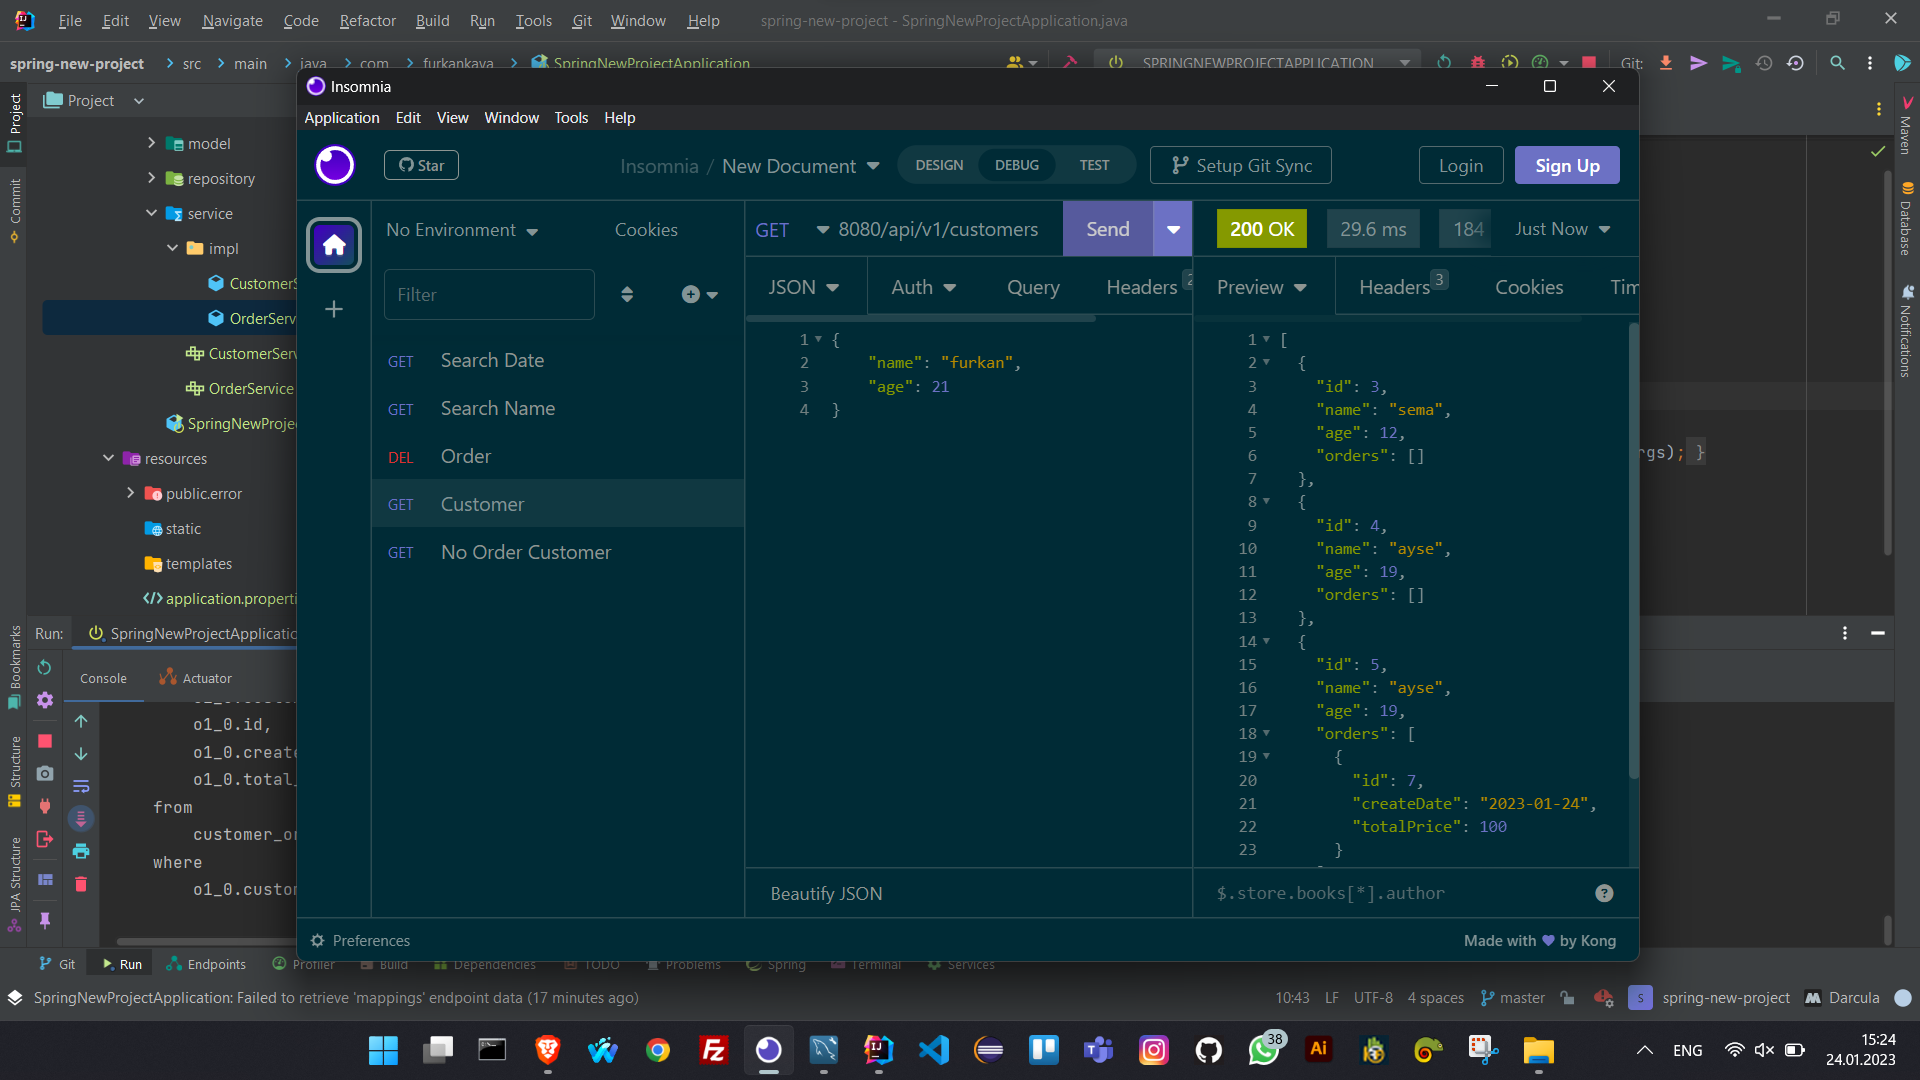 File Edit View Navigate Code Refactor Build Run Tools Git Window Help spring-new-project - SpringNewProjectApplication.java
spring-new-project src main java com furkankaya SpringNewProjectApplication SPRINGNEWPROJECTAPPLICATION Git:
Project
model
repository
service
impl
CustomerS
OrderServ
CustomerServ
OrderService
SpringNewProje
resources
public.error
static
templates
application.properti
Project
Commit
Bookmarks
Structure
JPA Structure
Insomnia
Application Edit View Window Tools Help
Star
Insomnia / New Document
DESIGN DEBUG TEST
Setup Git Sync
Login
Sign Up
No Environment
Cookies
Filter
GET Search Date
GET Search Name
DEL Order
GET Customer
GET No Order Customer
GET 8080/api/v1/customers Send
JSON Auth Query Headers 2
1 {
2 "name": "furkan",
3 "age": 21
4 }
Beautify JSON
200 OK 29.6 ms 184 Just Now
Preview Headers 3 Cookies Tim
1 [
2 {
3 "id": 3,
4 "name": "sema",
5 "age": 12,
6 "orders": []
7 },
8 {
9 "id": 4,
10 "name": "ayse",
11 "age": 19,
12 "orders": []
13 },
14 {
15 "id": 5,
16 "name": "ayse",
17 "age": 19,
18 "orders": [
19 {
20 "id": 7,
21 "createDate": "2023-01-24",
22 "totalPrice": 100
23 }
$.store.books[*].author
Preferences
Made with by Kong
rgs); }
Maven
Database
Notifications
Run: SpringNewProjectApplicatio
Console Actuator
o1_0.id,
o1_0.create
o1_0.total_
from
customer_or
where
o1_0.custom
Git Run Endpoints Profiler Build Dependencies TODO Problems Spring Terminal Services
SpringNewProjectApplication: Failed to retrieve 'mappings' endpoint data (17 minutes ago)
10:43 LF UTF-8 4 spaces master S spring-new-project Darcula
38
Ai
ENG
15:24
24.01.2023